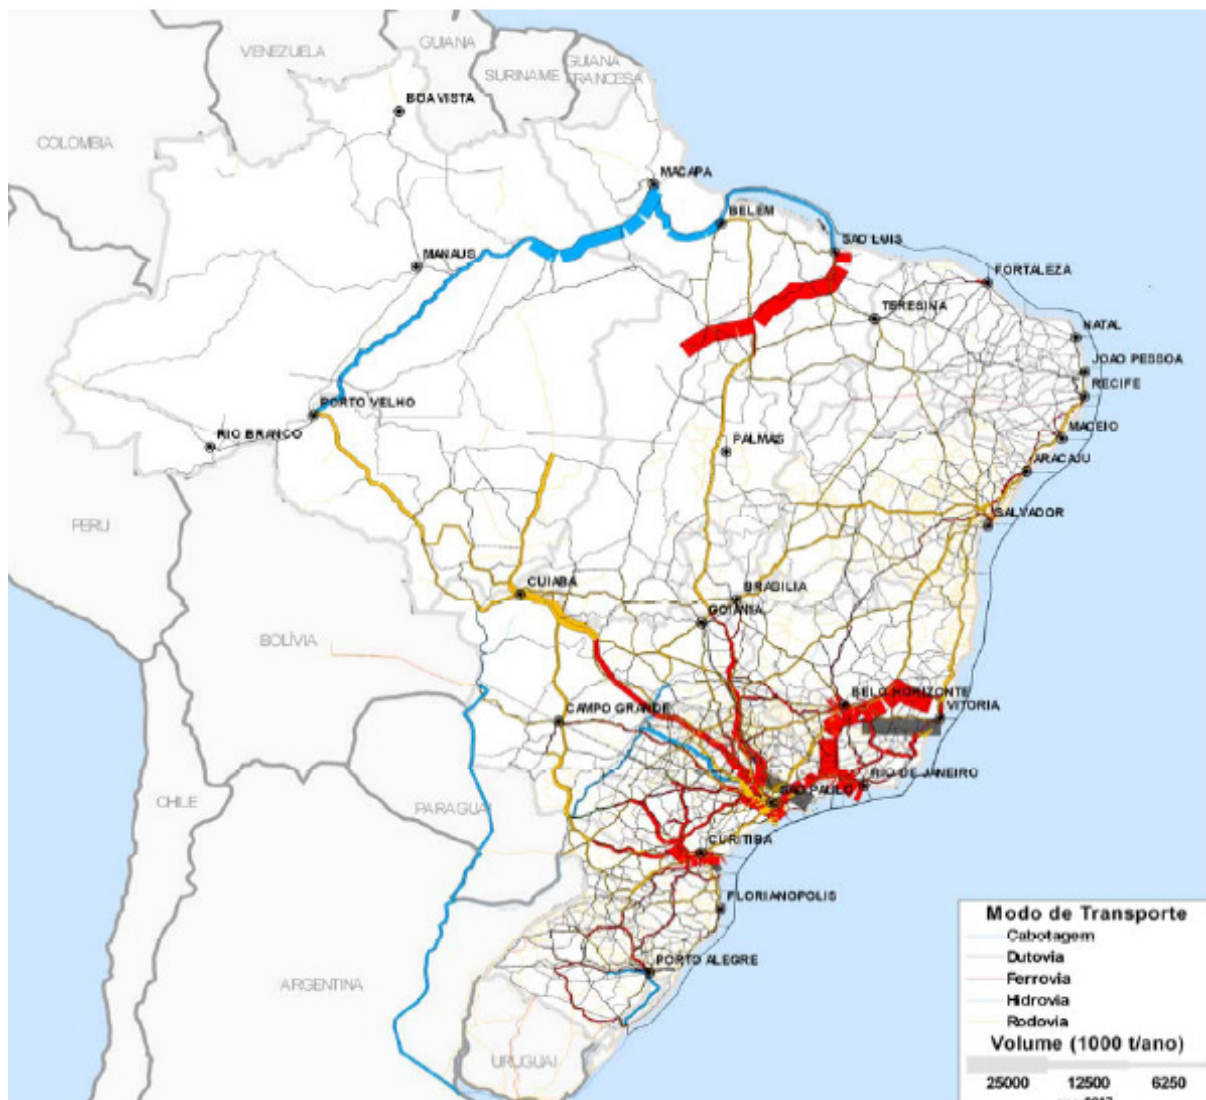 VENEZUELA
GUIANA
SURINAME
GUIANA
FRANCESA
COLOMBIA
BOA VISTA
MACAPA
BELEM
MANAUS
SAO LUIS
FORTALEZA
TERESINA
NATAL
JOAO PESSOA
RECIFE
PORTO VELHO
RIO BRANCO
PALMAS
MACEIO
ARACAJU
SALVADOR
PERU
CUIABA
BRASILIA
GOIANIA
BOLÍVIA
BELO HORIZONTE
VITORIA
CAMPO GRANDE
RIO DE JANEIRO
SAO PAULO
CHILE
PARAGUAI
CURITIBA
FLORIANOPOLIS
PORTO ALEGRE
ARGENTINA
URUGUAI
Modo de Transporte
Cabotagem
Dutovia
Ferrovia
Hidrovia
Rodovia
Volume (1000 t/ano)
25000 12500 6250